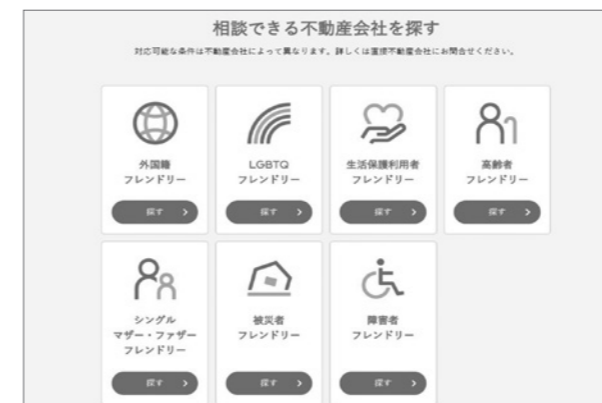 相談できる不動産会社を探す
対応可能な条件は不動産会社によって異なります。詳しくは直接不動産会社にお問合せください。
外国籍
フレンドリー
探す
LGBTQ
フレンドリー
探す
生活保護利用者
フレンドリー
探す
高齢者
フレンドリー
探す
シングル
マザー・ファザー
フレンドリー
探す
被災者
フレンドリー
探す
障害者
フレンドリー
探す